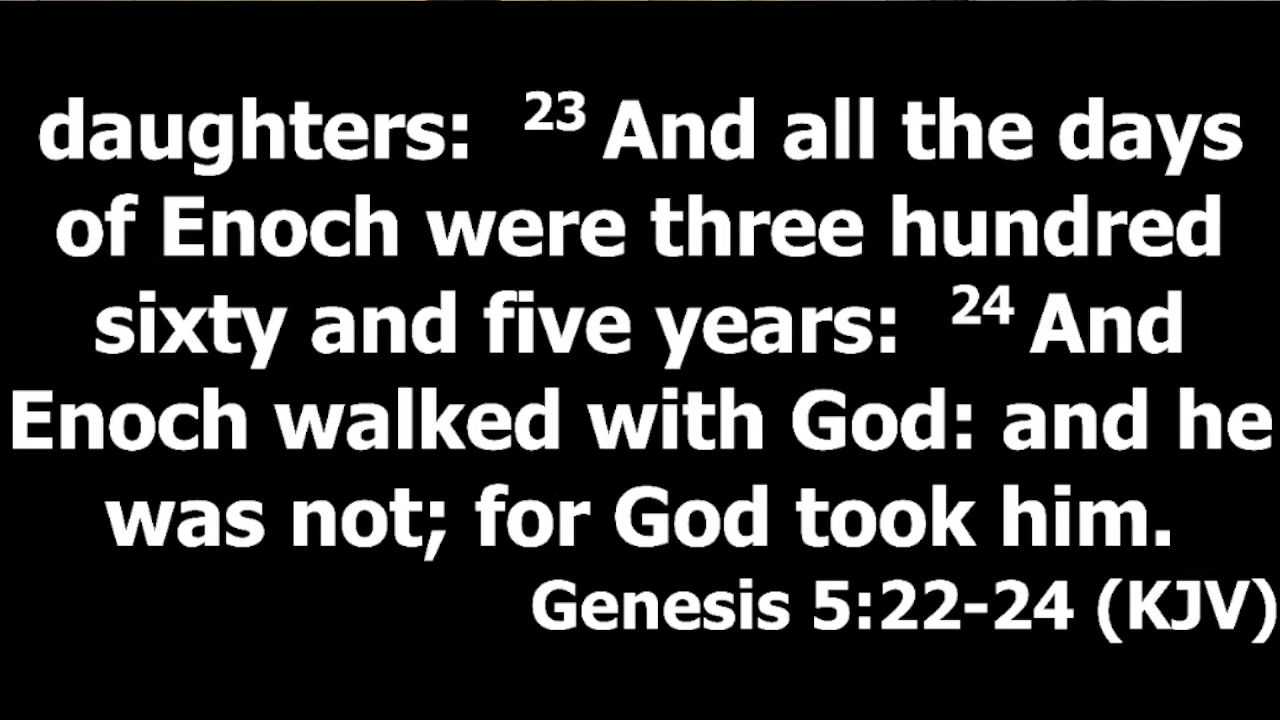 daughters: 23 And all the days
of Enoch were three hundred
sixty and five years: 24 And
Enoch walked with God: and he
was not; for God took him.
Genesis 5:22-24 (KJV)